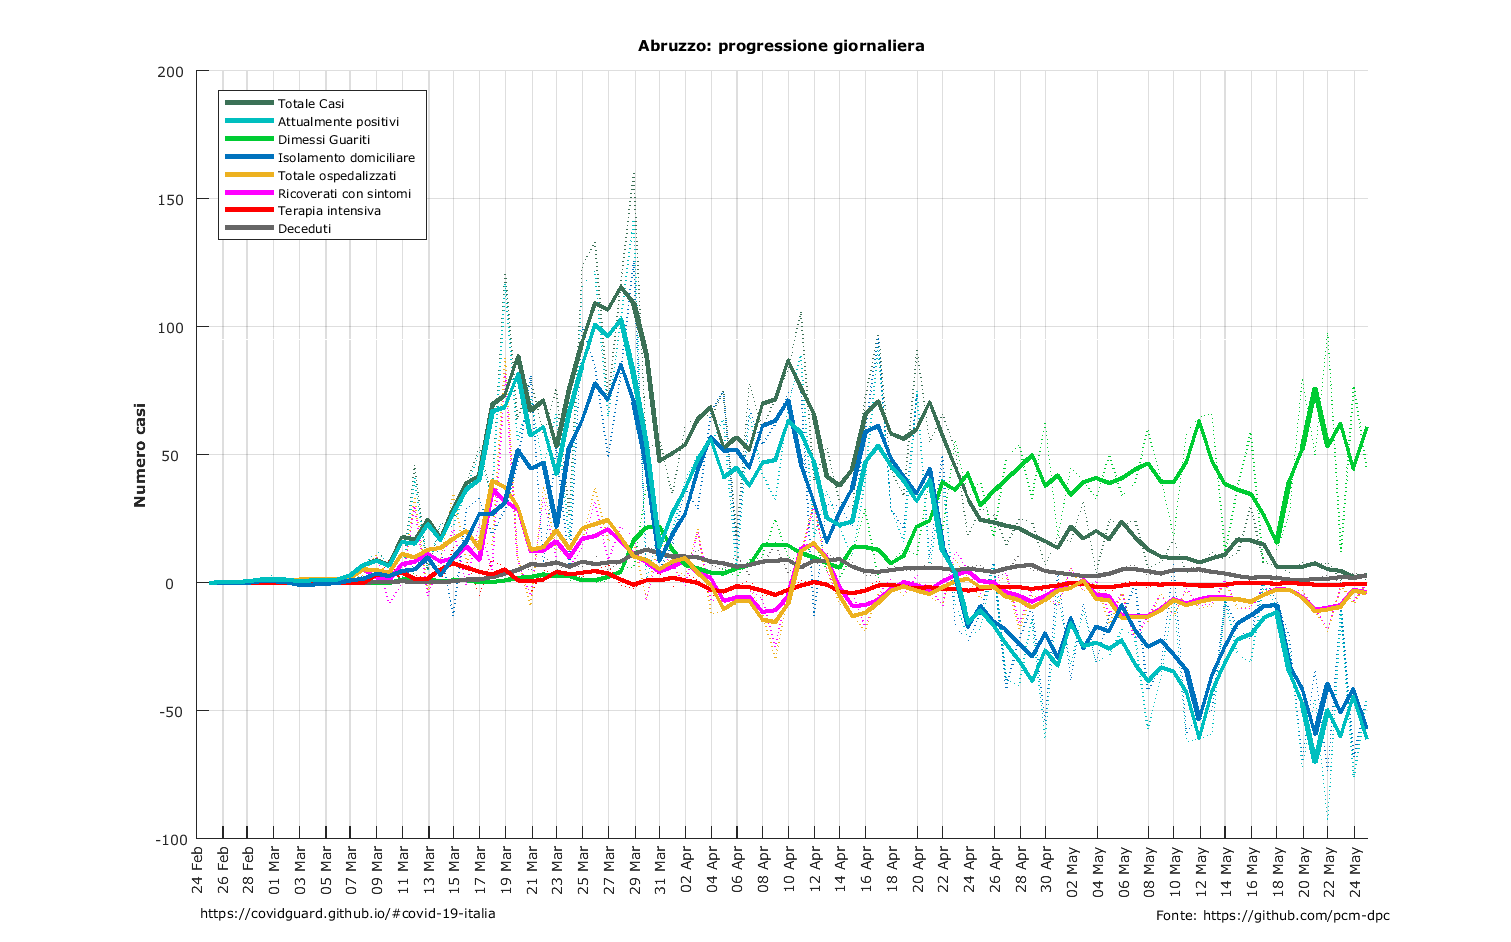 Abruzzo: progressione giornaliera
Numero casi
200
150
100
50
0
-50
-100
Totale Casi
Attualmente positivi
Dimessi Guariti
Isolamento domiciliare
Totale ospedalizzati
Ricoverati con sintomi
Terapia intensiva
Deceduti
24 Feb
26 Feb
28 Feb
01 Mar
03 Mar
05 Mar
07 Mar
09 Mar
11 Mar
13 Mar
15 Mar
17 Mar
19 Mar
21 Mar
23 Mar
25 Mar
27 Mar
29 Mar
31 Mar
02 Apr
04 Apr
06 Apr
08 Apr
10 Apr
12 Apr
14 Apr
16 Apr
18 Apr
20 Apr
22 Apr
24 Apr
26 Apr
28 Apr
30 Apr
02 May
04 May
06 May
08 May
10 May
12 May
14 May
16 May
18 May
20 May
22 May
24 May
https://covidguard.github.io/#covid-19-italia
Fonte: https://github.com/pcm-dpc